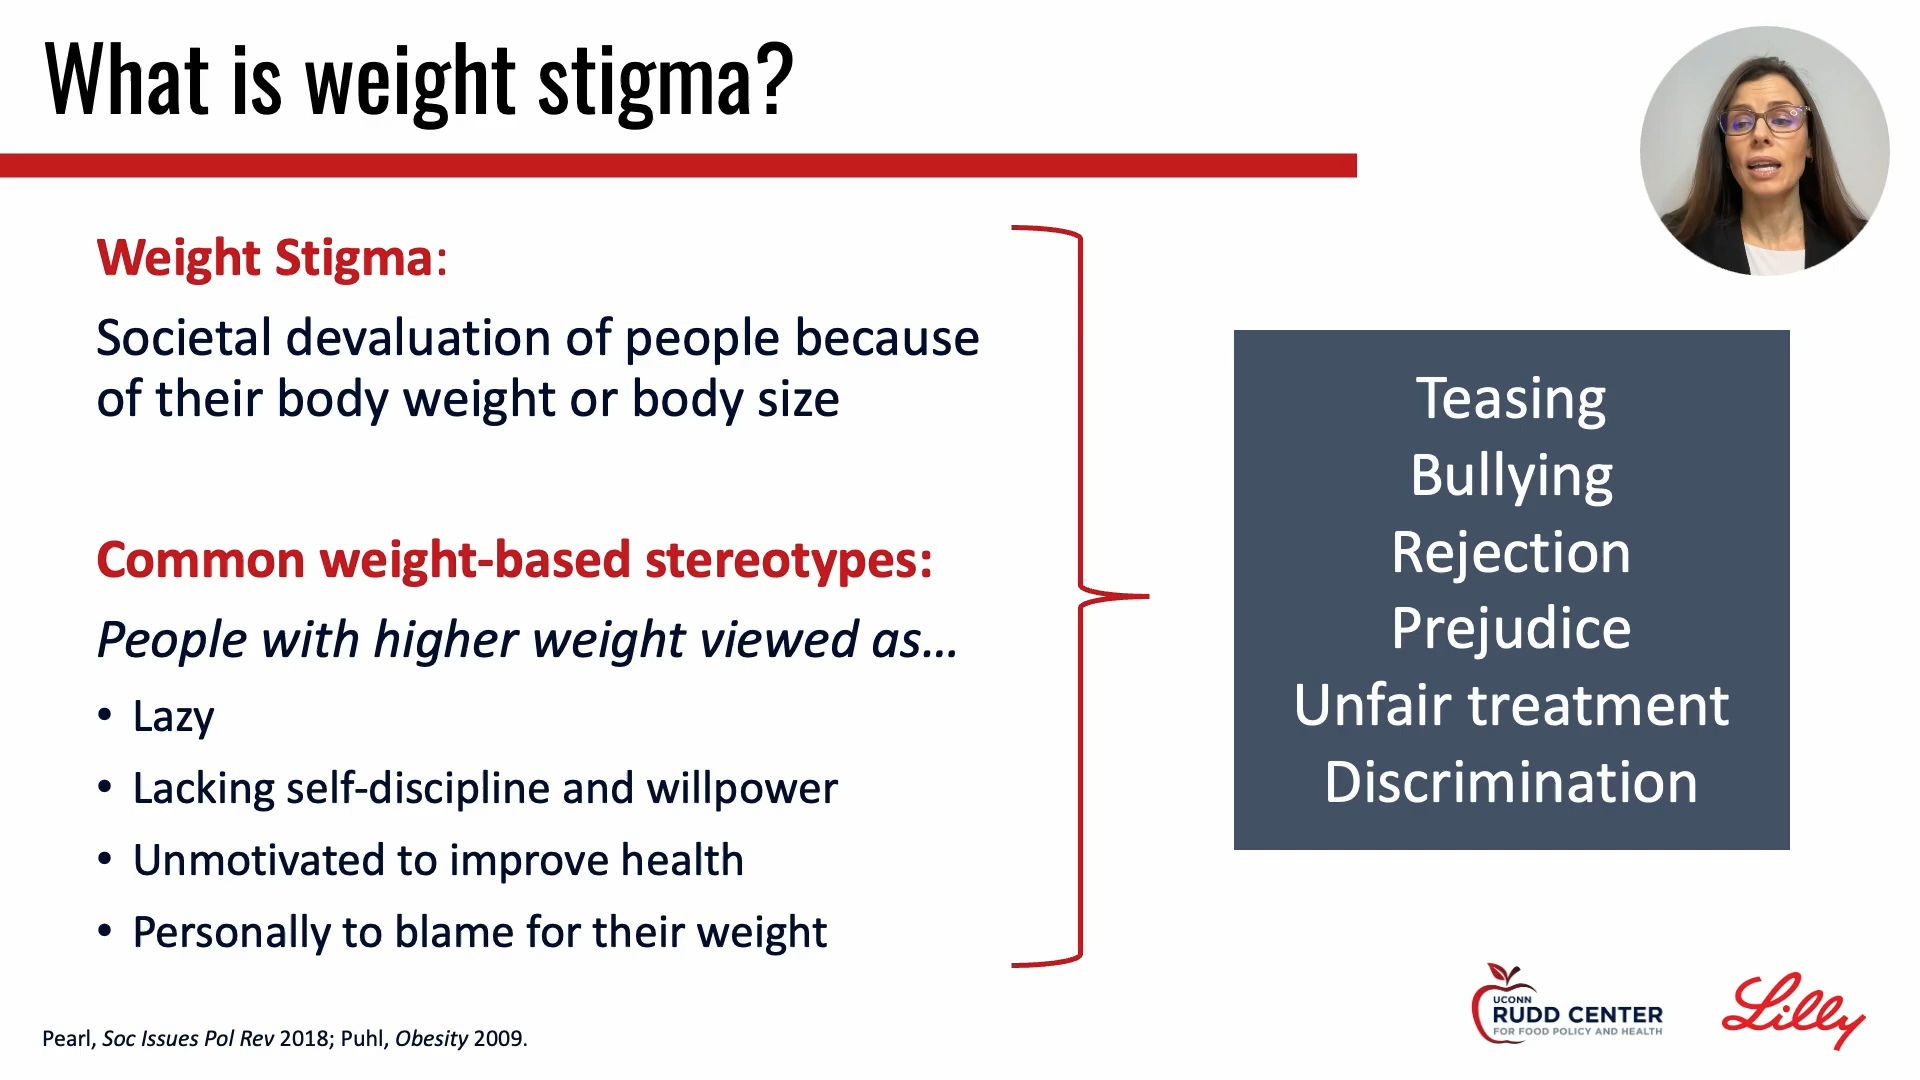 What is weight stigma?
Weight Stigma:
Societal devaluation of people because
of their body weight or body size
Common weight-based stereotypes:
People with higher weight viewed as…
• Lazy
• Lacking self-discipline and willpower
• Unmotivated to improve health
• Personally to blame for their weight
Teasing
Bullying
Rejection
Prejudice
Unfair treatment
Discrimination
Pearl, Soc Issues Pol Rev 2018; Puhl, Obesity 2009.
UCONN
RUDD CENTER
FOR FOOD POLICY AND HEALTH
Lilly